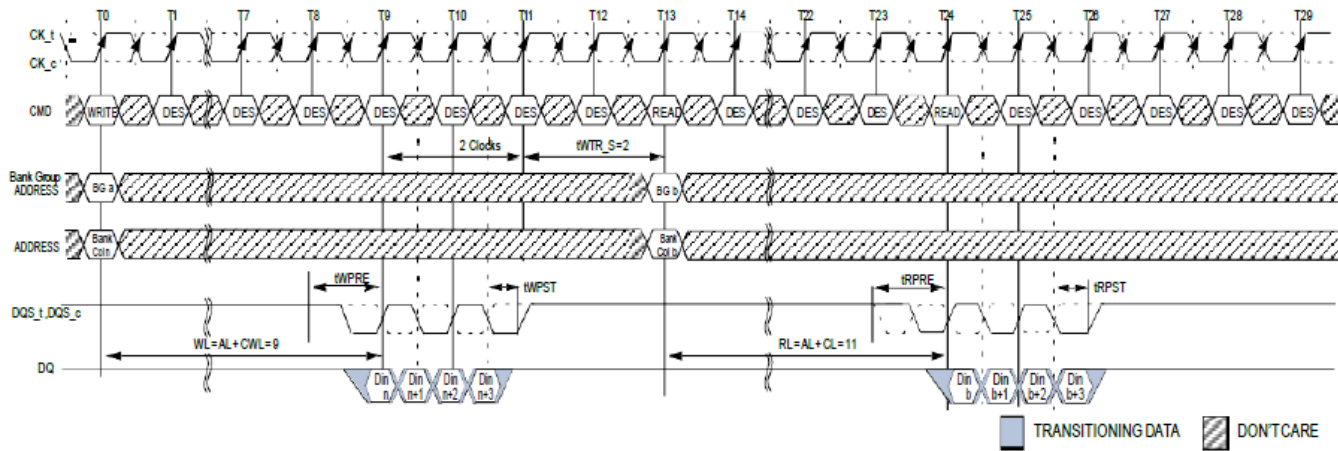 T0 T1 T7 T8 T9 T10 T11 T12 T13 T14 T22 T23 T24 T25 T26 T27 T28 T29
CK_t
CK_c
CMD WRITE DES DES DES DES DES DES DES READ DES DES DES READ DES DES DES DES DES
2 Clocks tWTR_S=2
Bank Group
ADDRESS BG a BG b
ADDRESS Bank Bank
Col n Col b
tWPRE tWPST tRPRE tRPST
DQS_t ,DQS_c
WL=AL+CWL=9 RL=AL+CL=11
DQ Din Din Din Din Din Din Din Din
n n+1 n+2 n+3 b b+1 b+2 b+3
TRANSITIONING DATA DON'T CARE